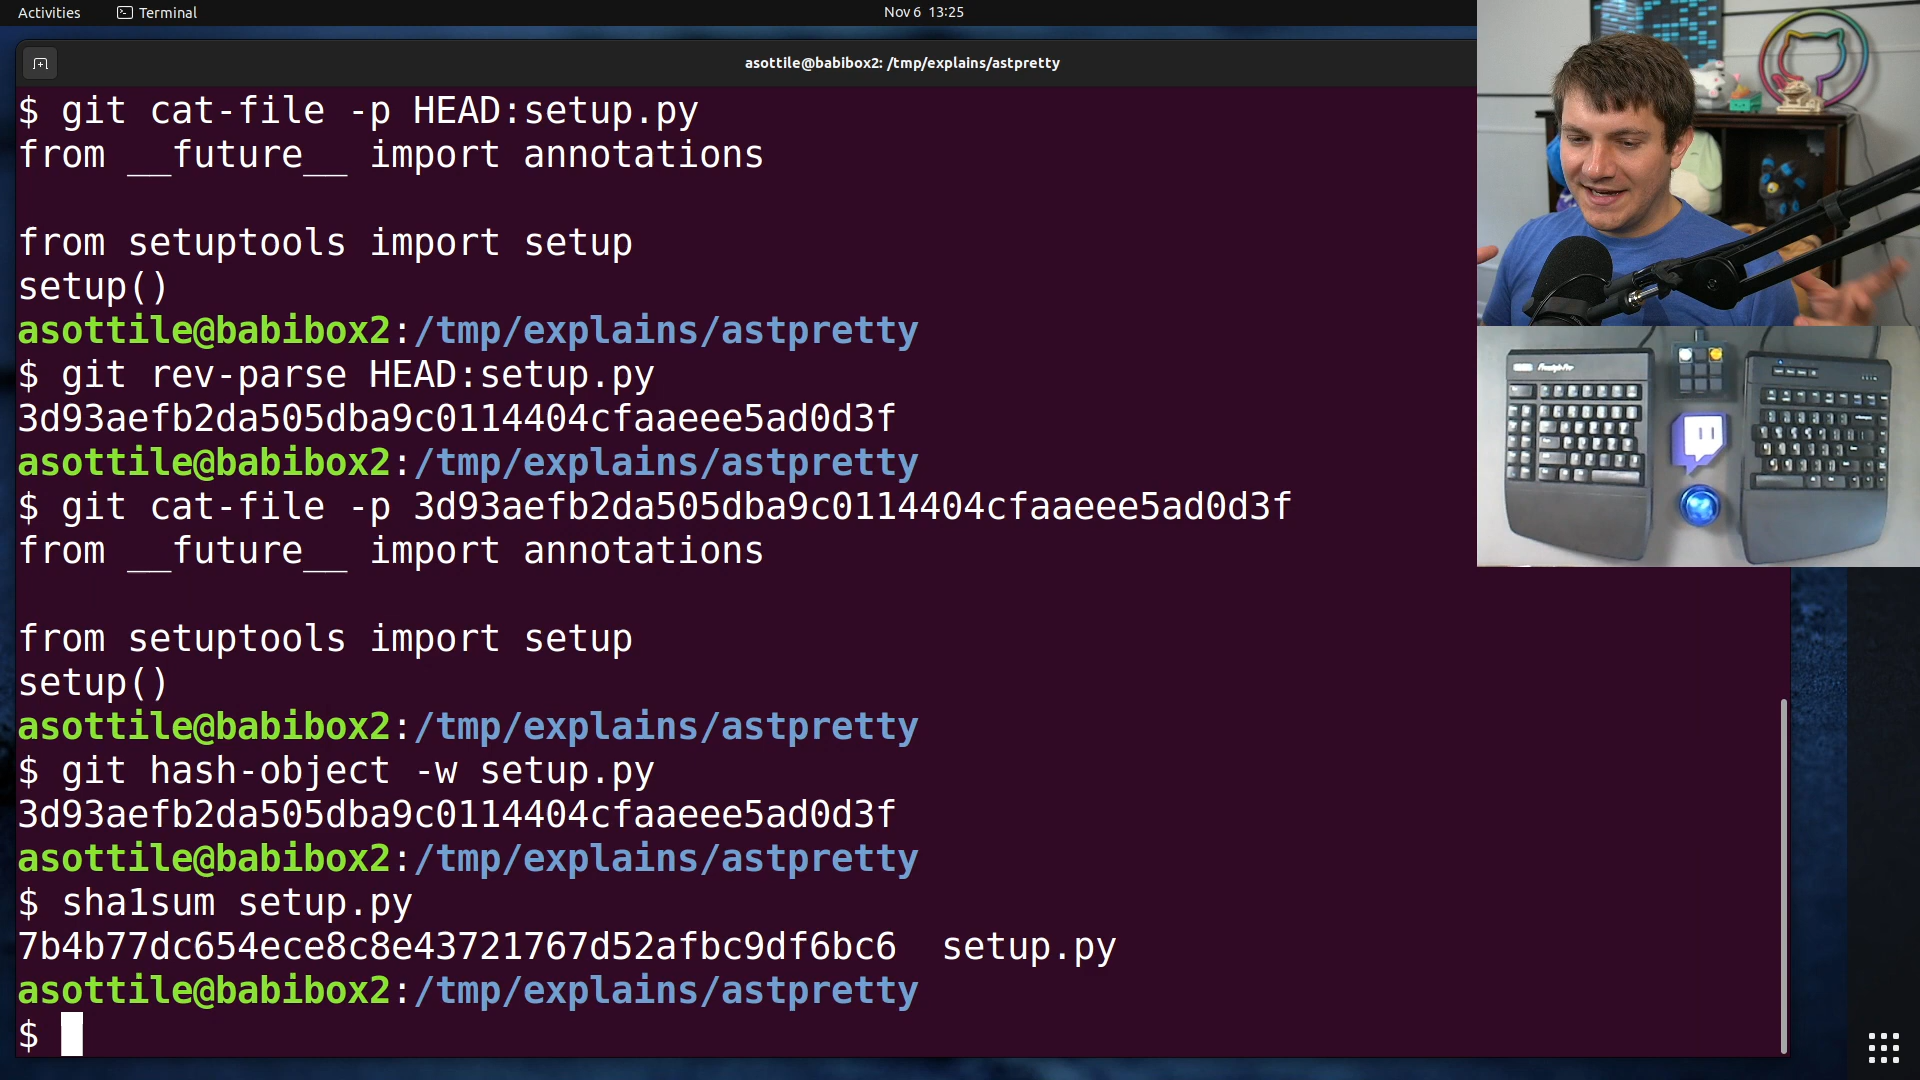 Activities
Terminal
Nov 6 13:25
asottile@babibox2: /tmp/explains/astpretty
$ git cat-file -p HEAD:setup.py
from __future__ import annotations
from setuptools import setup
setup()
asottile@babibox2:/tmp/explains/astpretty
$ git rev-parse HEAD:setup.py
3d93aefb2da505dba9c0114404cfaaeee5ad0d3f
asottile@babibox2:/tmp/explains/astpretty
$ git cat-file -p 3d93aefb2da505dba9c0114404cfaaeee5ad0d3f
from __future__ import annotations
from setuptools import setup
setup()
asottile@babibox2:/tmp/explains/astpretty
$ git hash-object -w setup.py
3d93aefb2da505dba9c0114404cfaaeee5ad0d3f
asottile@babibox2:/tmp/explains/astpretty
$ sha1sum setup.py
7b4b77dc654ece8c8e43721767d52afbc9df6bc6  setup.py
asottile@babibox2:/tmp/explains/astpretty
$